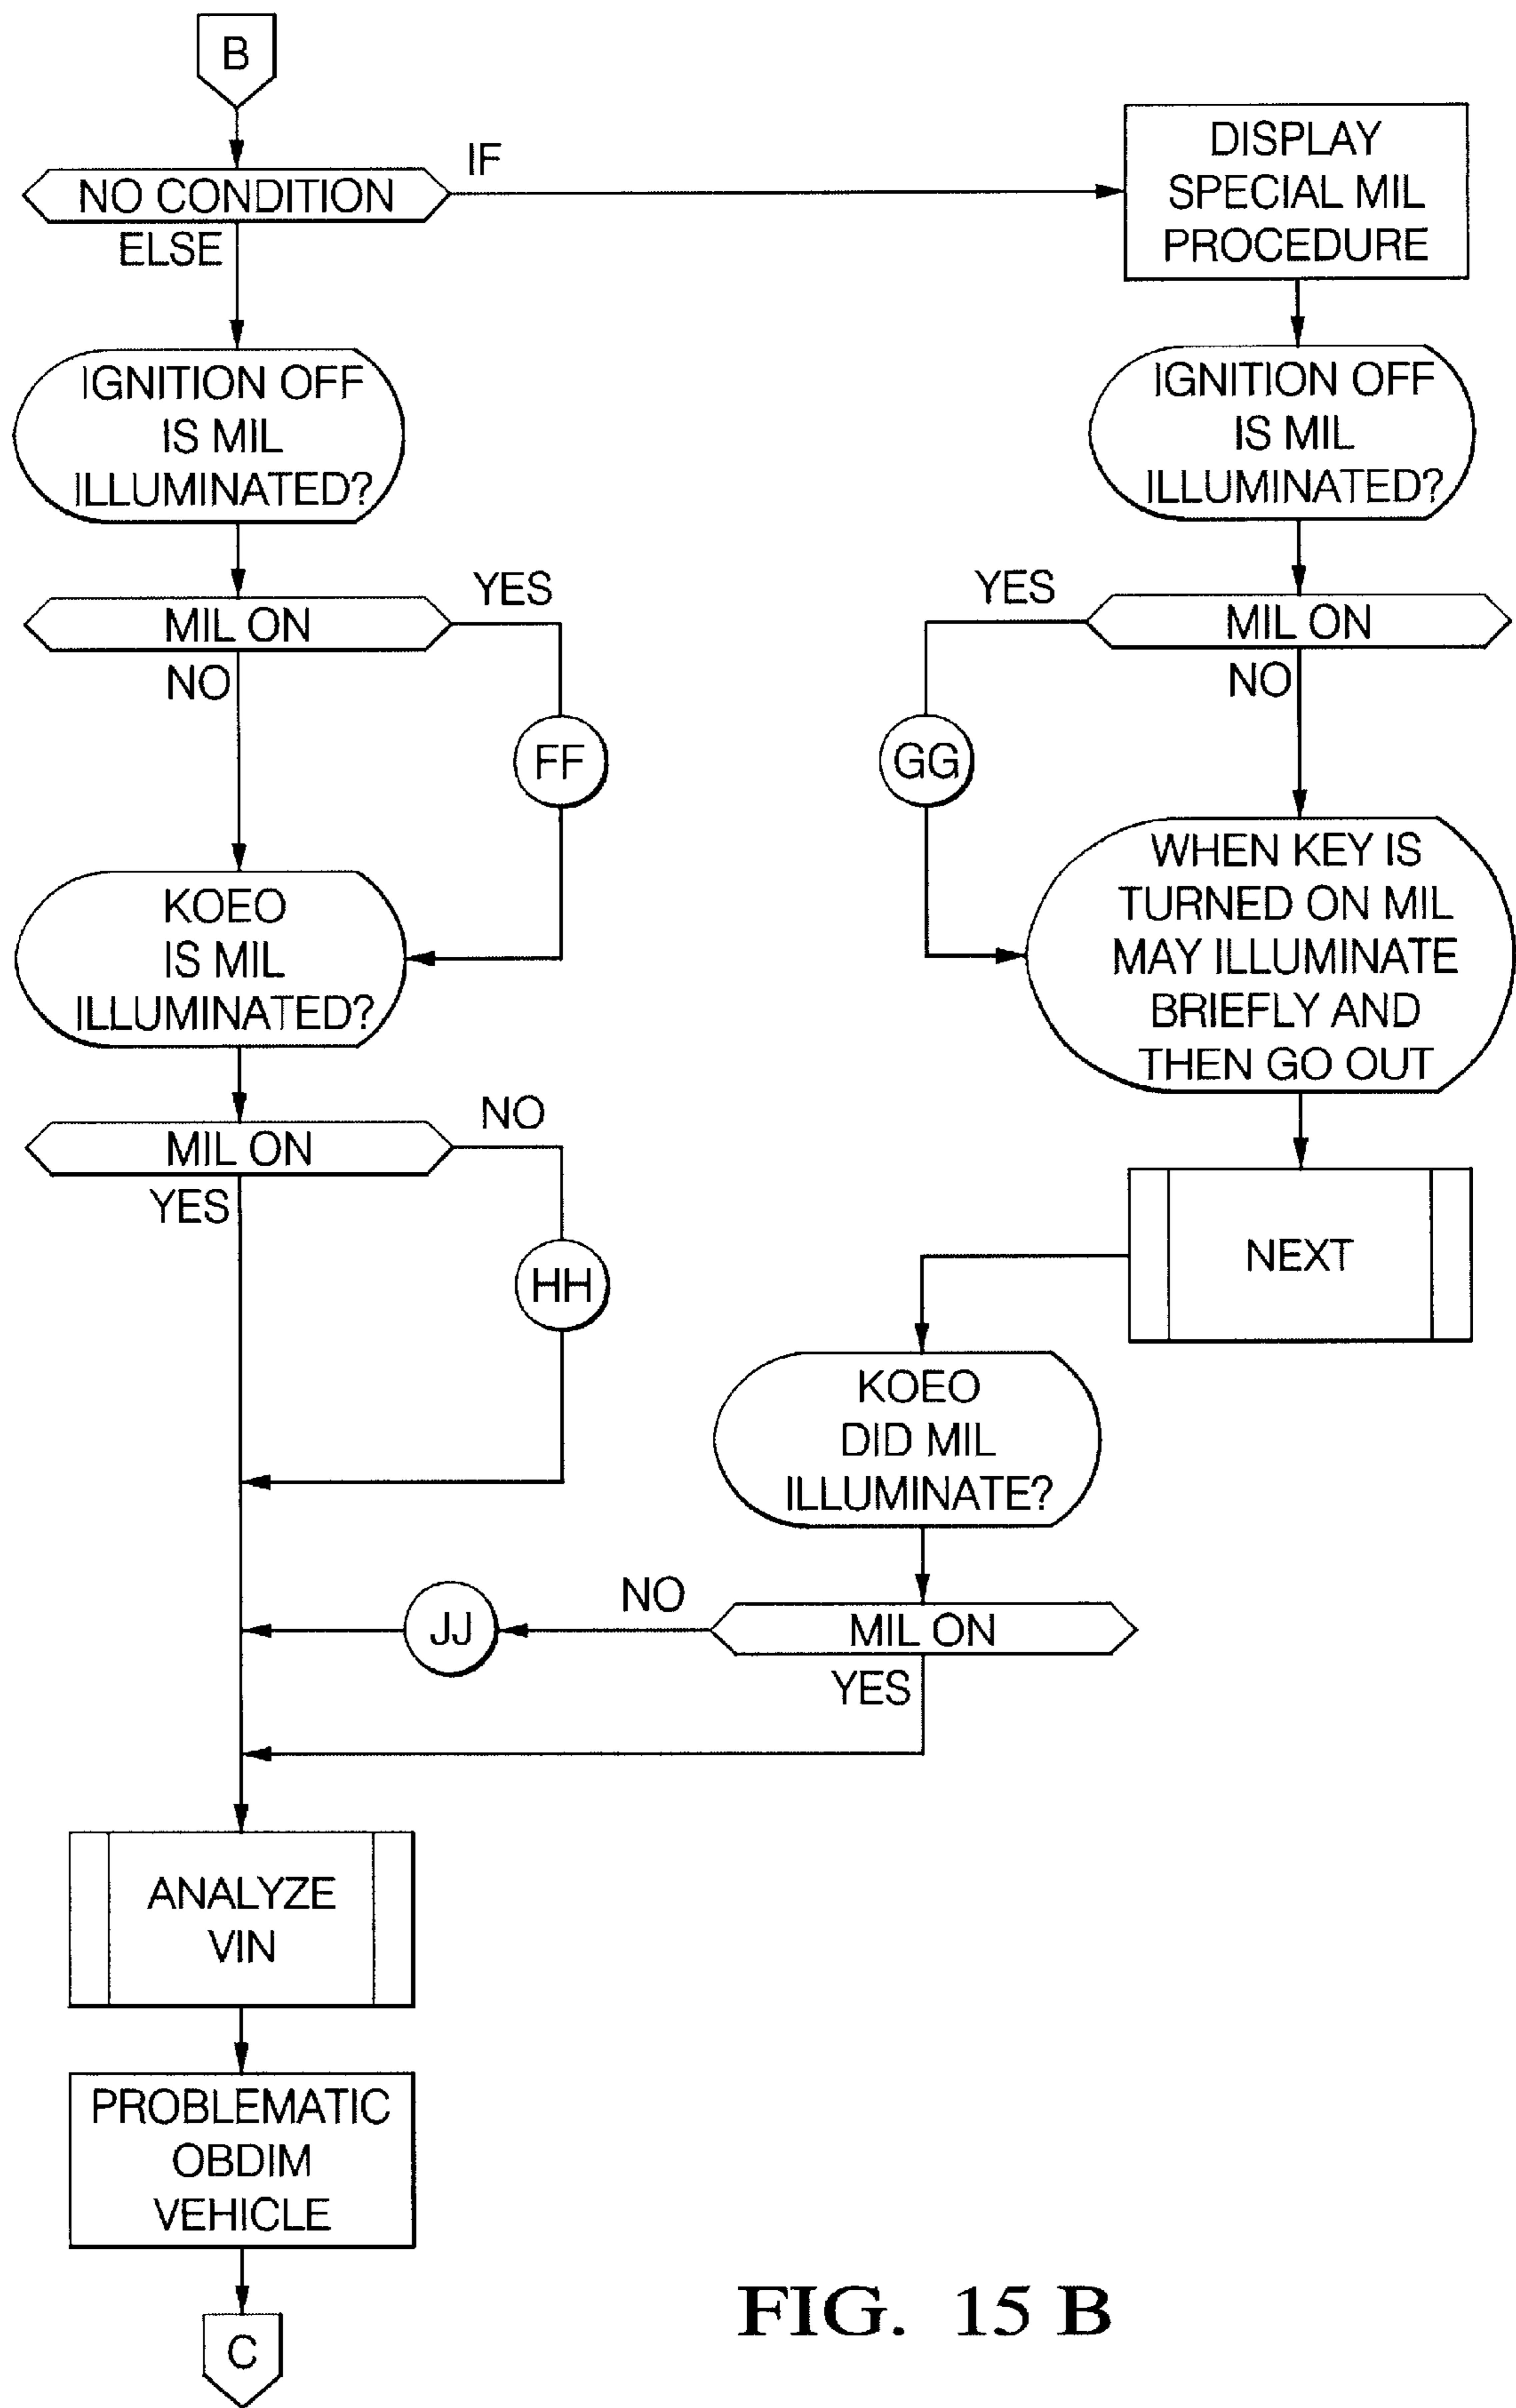 B
NO CONDITION
IF
ELSE
DISPLAY
SPECIAL MIL
PROCEDURE
IGNITION OFF
IS MIL
ILLUMINATED?
IGNITION OFF
IS MIL
ILLUMINATED?
MIL ON
YES
NO
YES
MIL ON
NO
FF
GG
KOEO
IS MIL
ILLUMINATED?
WHEN KEY IS
TURNED ON MIL
MAY ILLUMINATE
BRIEFLY AND
THEN GO OUT
MIL ON
NO
YES
HH
NEXT
KOEO
DID MIL
ILLUMINATE?
JJ
NO
MIL ON
YES
ANALYZE
VIN
PROBLEMATIC
OBDIM
VEHICLE
C
FIG. 15 B